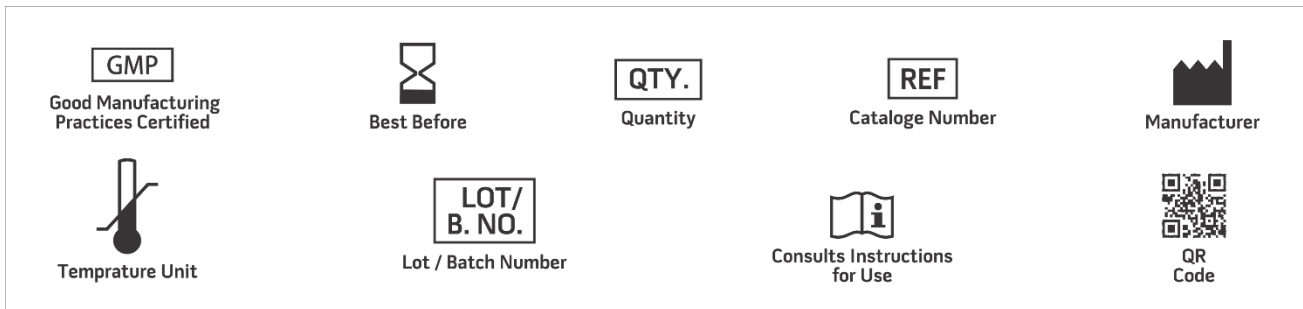 GMP
Good Manufacturing
Practices Certified
Best Before
QTY.
Quantity
REF
Cataloge Number
Manufacturer
Temprature Unit
LOT/
B. NO.
Lot / Batch Number
i
Consults Instructions
for Use
QR
Code